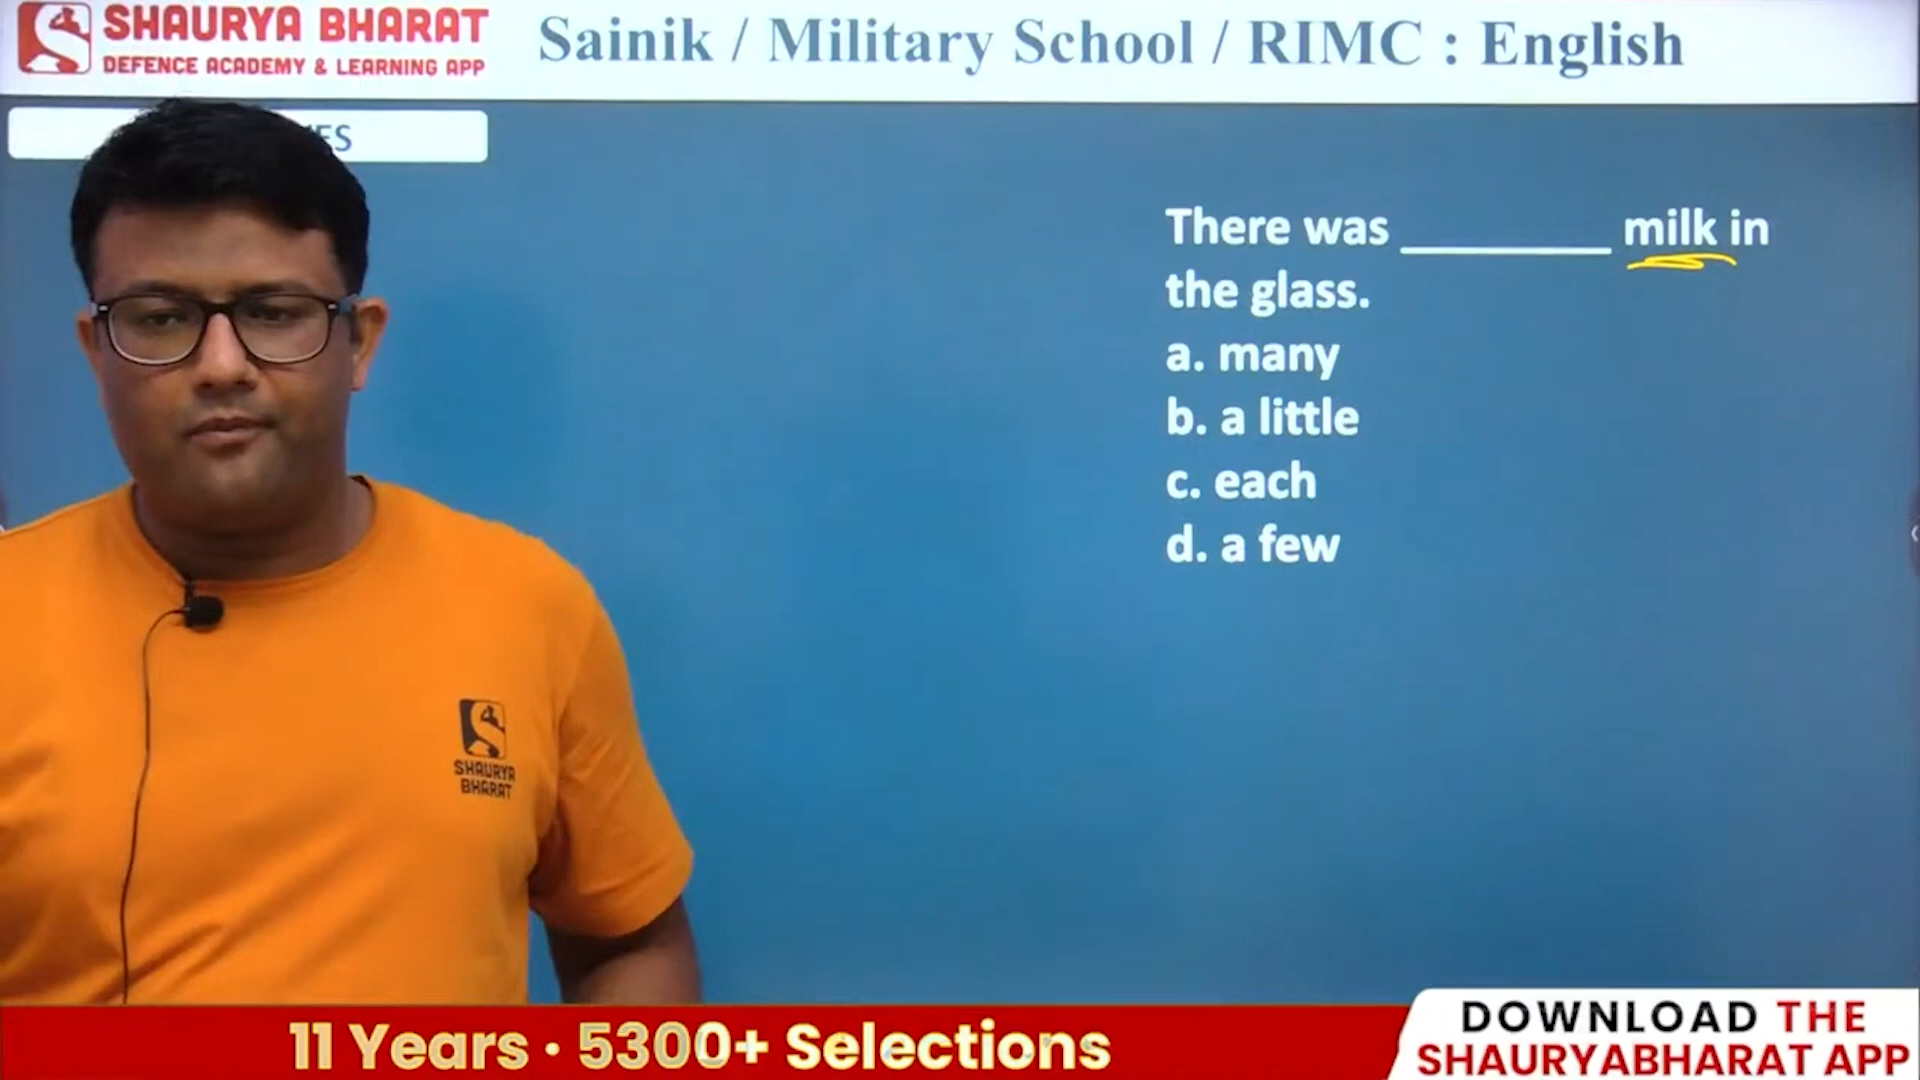 SHAURYA BHARAT
DEFENCE ACADEMY & LEARNING APP
Sainik / Military School / RIMC : English
There was ________ milk in
the glass.
a. many
b. a little
c. each
d. a few
SHAURYA
BHARAT
11 Years • 5300+ Selections
DOWNLOAD THE
SHAURYABHARAT APP